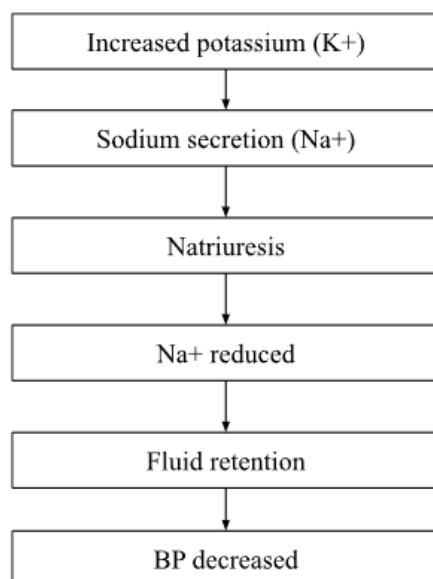 Increased potassium (K+)
Sodium secretion (Na+)
Natriuresis
Na+ reduced
Fluid retention
BP decreased